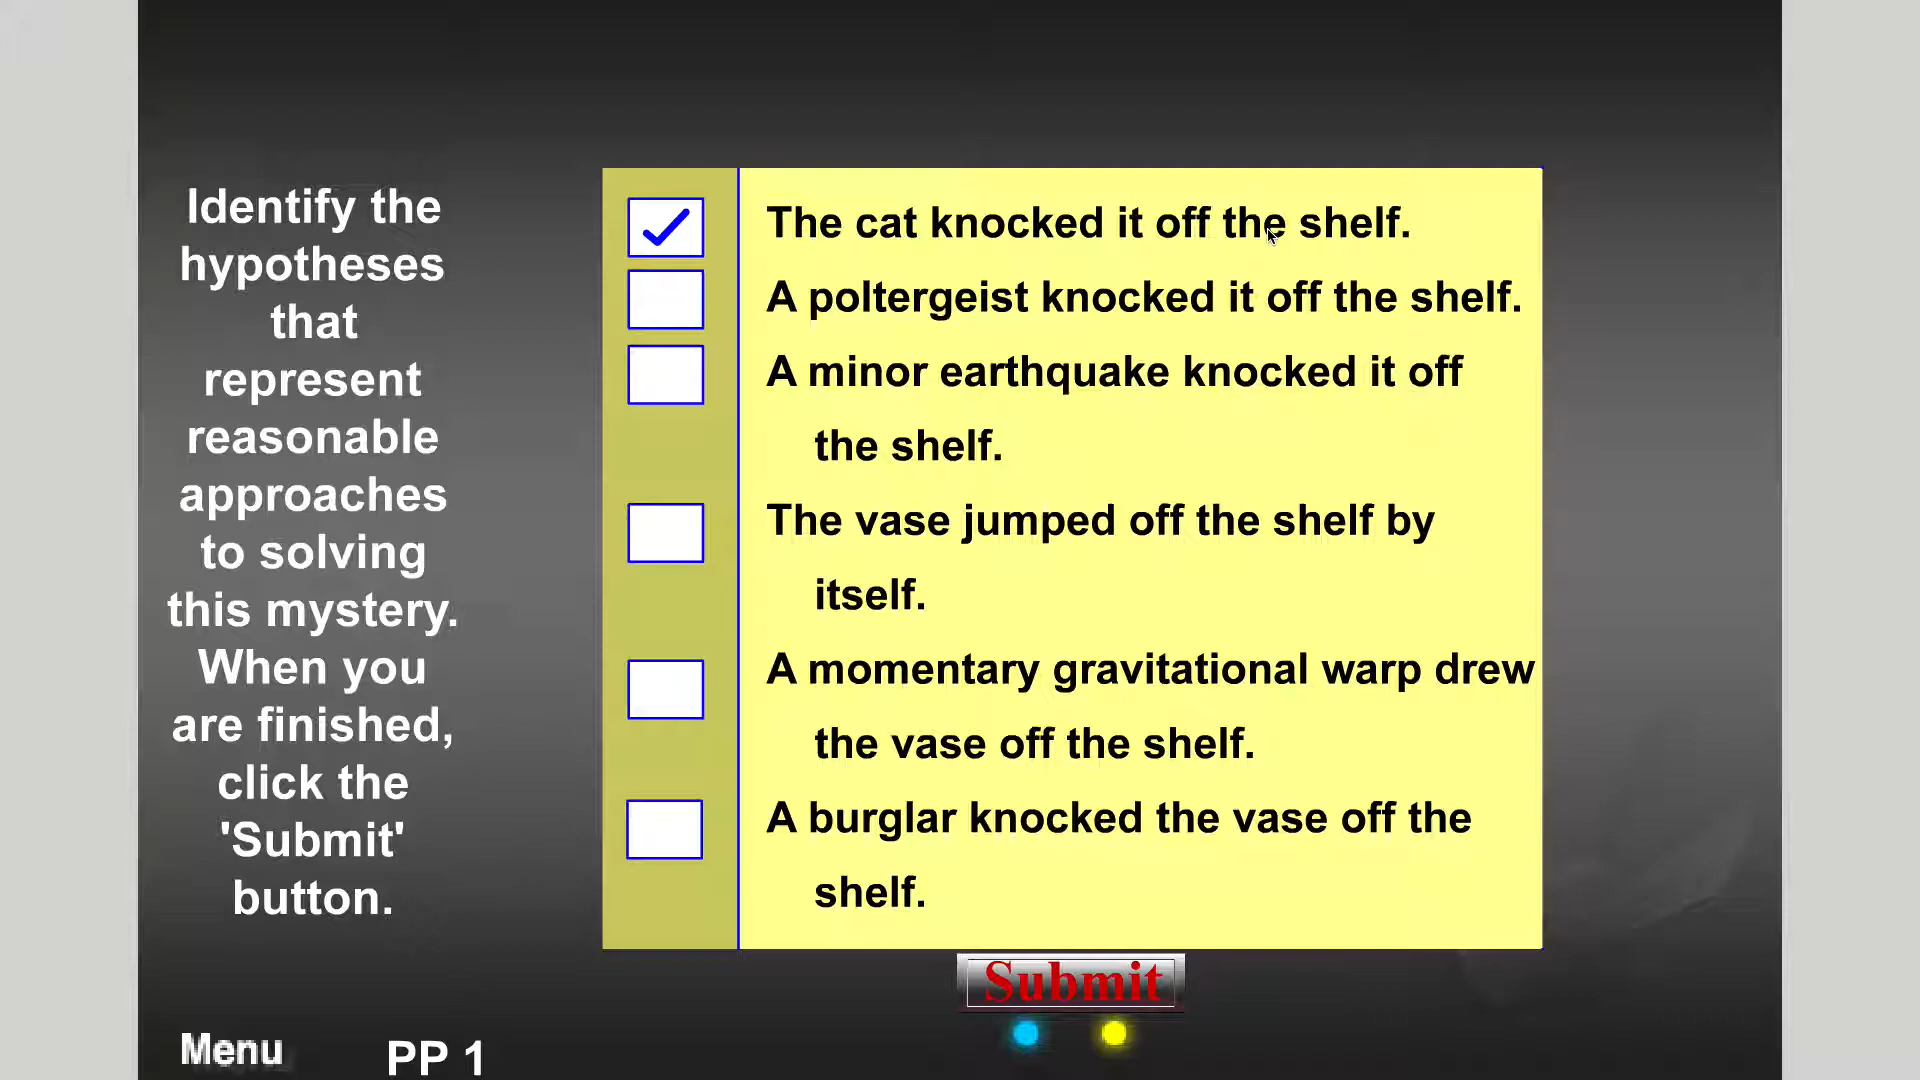 Identify the
hypotheses
that
represent
reasonable
approaches
to solving
this mystery.
When you
are finished,
click the
'Submit'
button.
The cat knocked it off the shelf.
A poltergeist knocked it off the shelf.
A minor earthquake knocked it off
the shelf.
The vase jumped off the shelf by
itself.
A momentary gravitational warp drew
the vase off the shelf.
A burglar knocked the vase off the
shelf.
Submit
Menu
PP 1